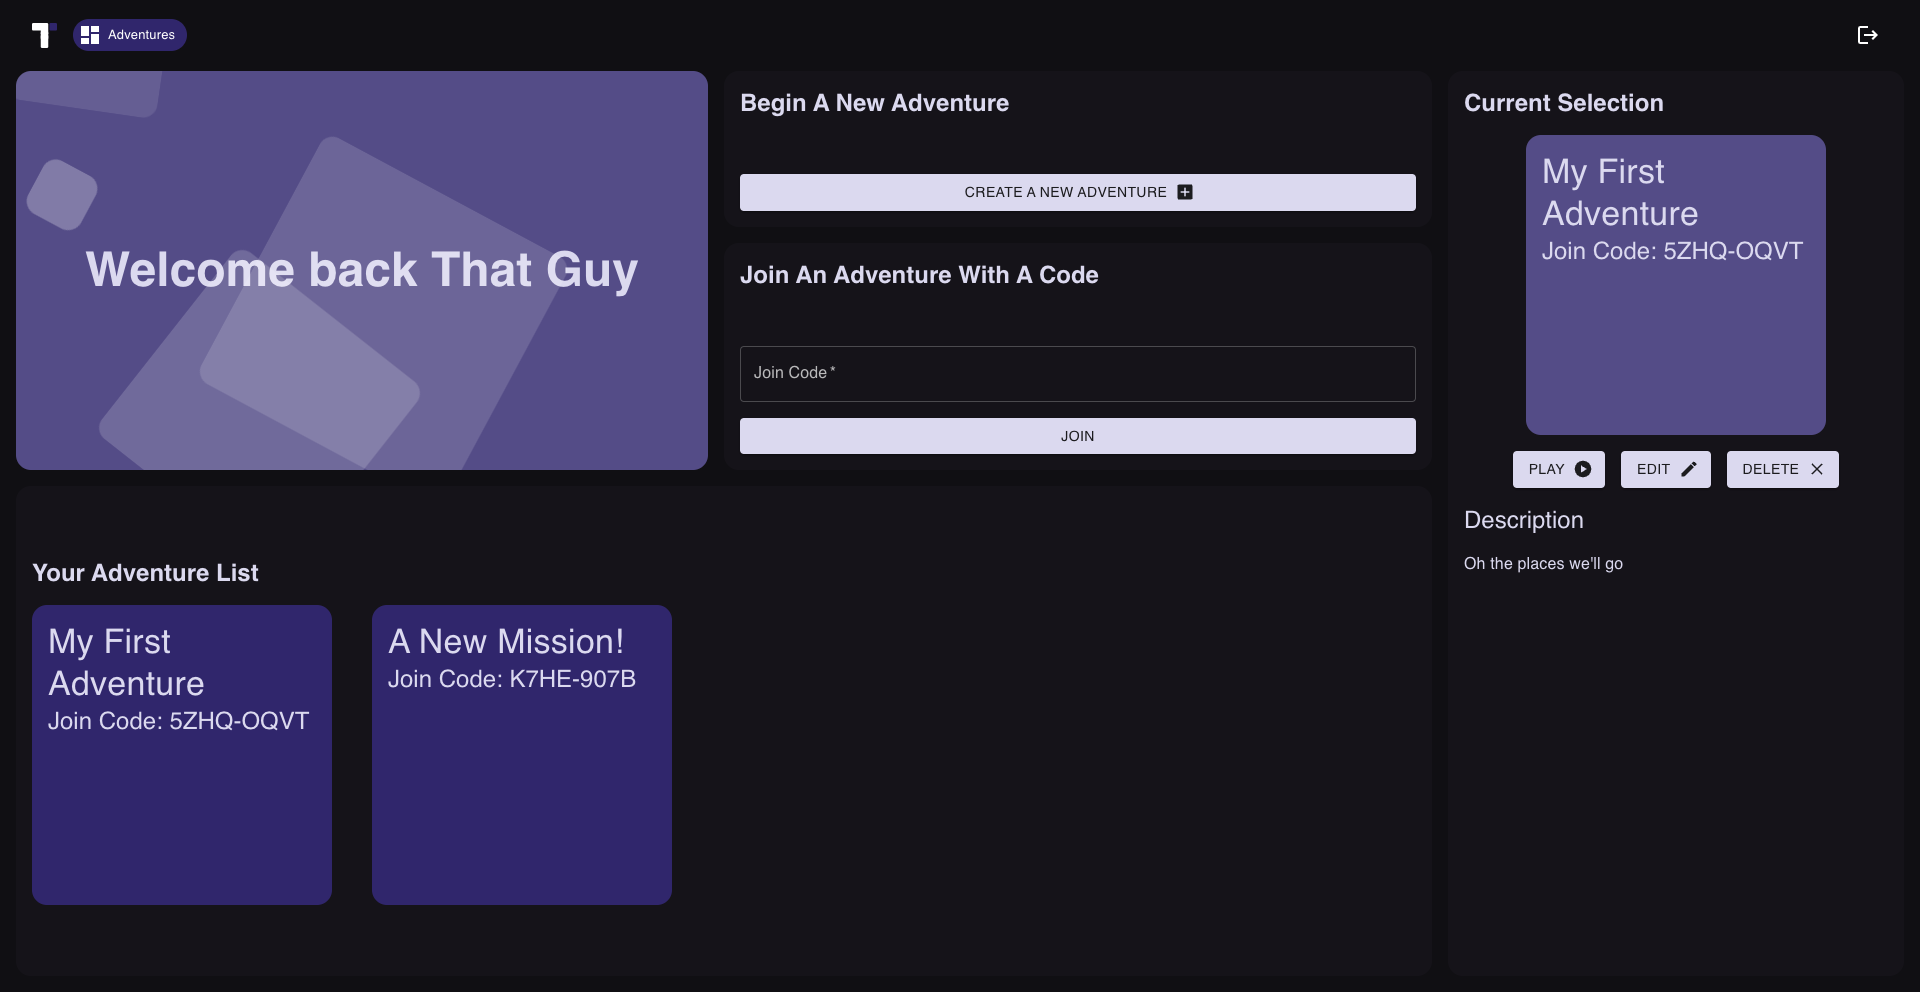 Adventures
Welcome back That Guy
Begin A New Adventure
CREATE A NEW ADVENTURE
Join An Adventure With A Code
Join Code *
JOIN
Current Selection
My First
Adventure
Join Code: 5ZHQ-OQVT
PLAY
EDIT
DELETE
Description
Oh the places we'll go
Your Adventure List
My First
Adventure
Join Code: 5ZHQ-OQVT
A New Mission!
Join Code: K7HE-907B